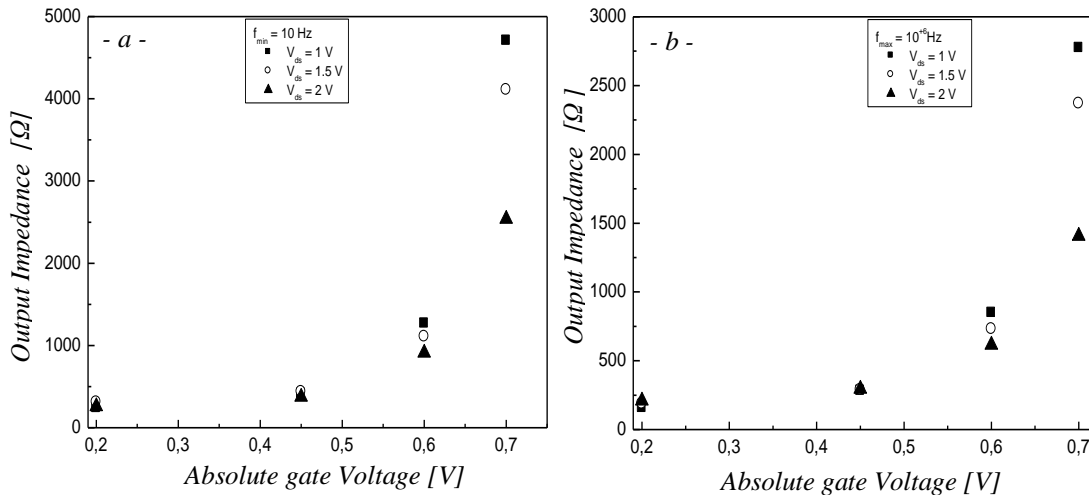 - a -
f_min = 10 Hz
V_ds = 1 V
V_ds = 1.5 V
V_ds = 2 V
5000
4000
3000
2000
1000
0
Output Impedance [Ω]
0,2 0,3 0,4 0,5 0,6 0,7
Absolute gate Voltage [V]
- b -
f_max = 10^+6 Hz
V_ds = 1 V
V_ds = 1.5 V
V_ds = 2 V
3000
2500
2000
1500
1000
500
0
Output Impedance [Ω]
0,2 0,3 0,4 0,5 0,6 0,7
Absolute gate Voltage [V]